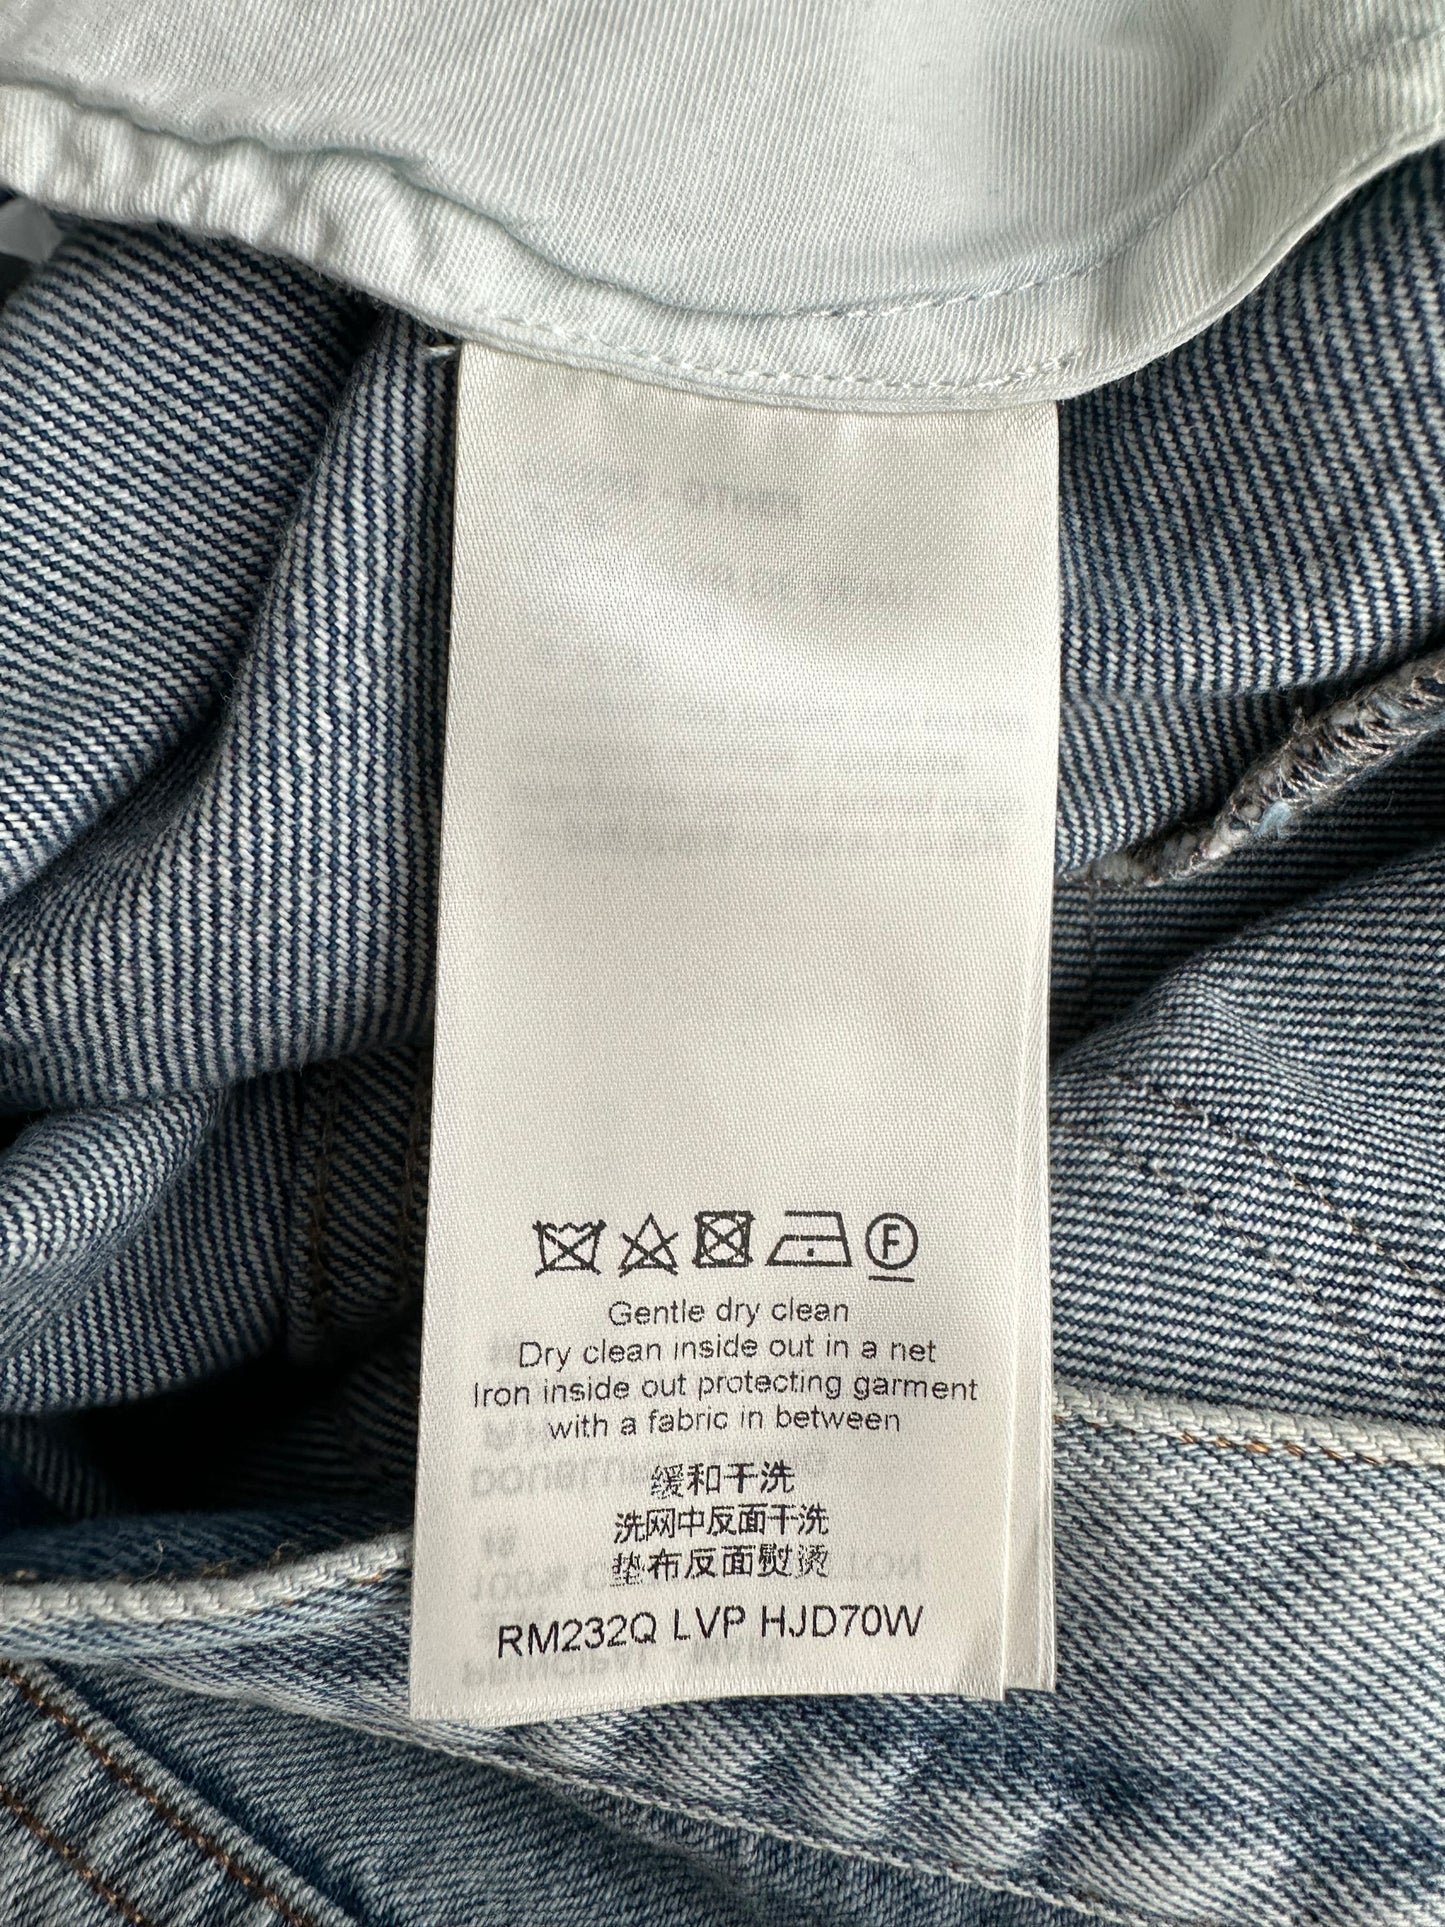 F
Gentle dry clean
Dry clean inside out in a net
Iron inside out protecting garment
with a fabric in between
缓和干洗
洗网中反面干洗
垫布反面熨烫
RM232Q LVP HJD70W